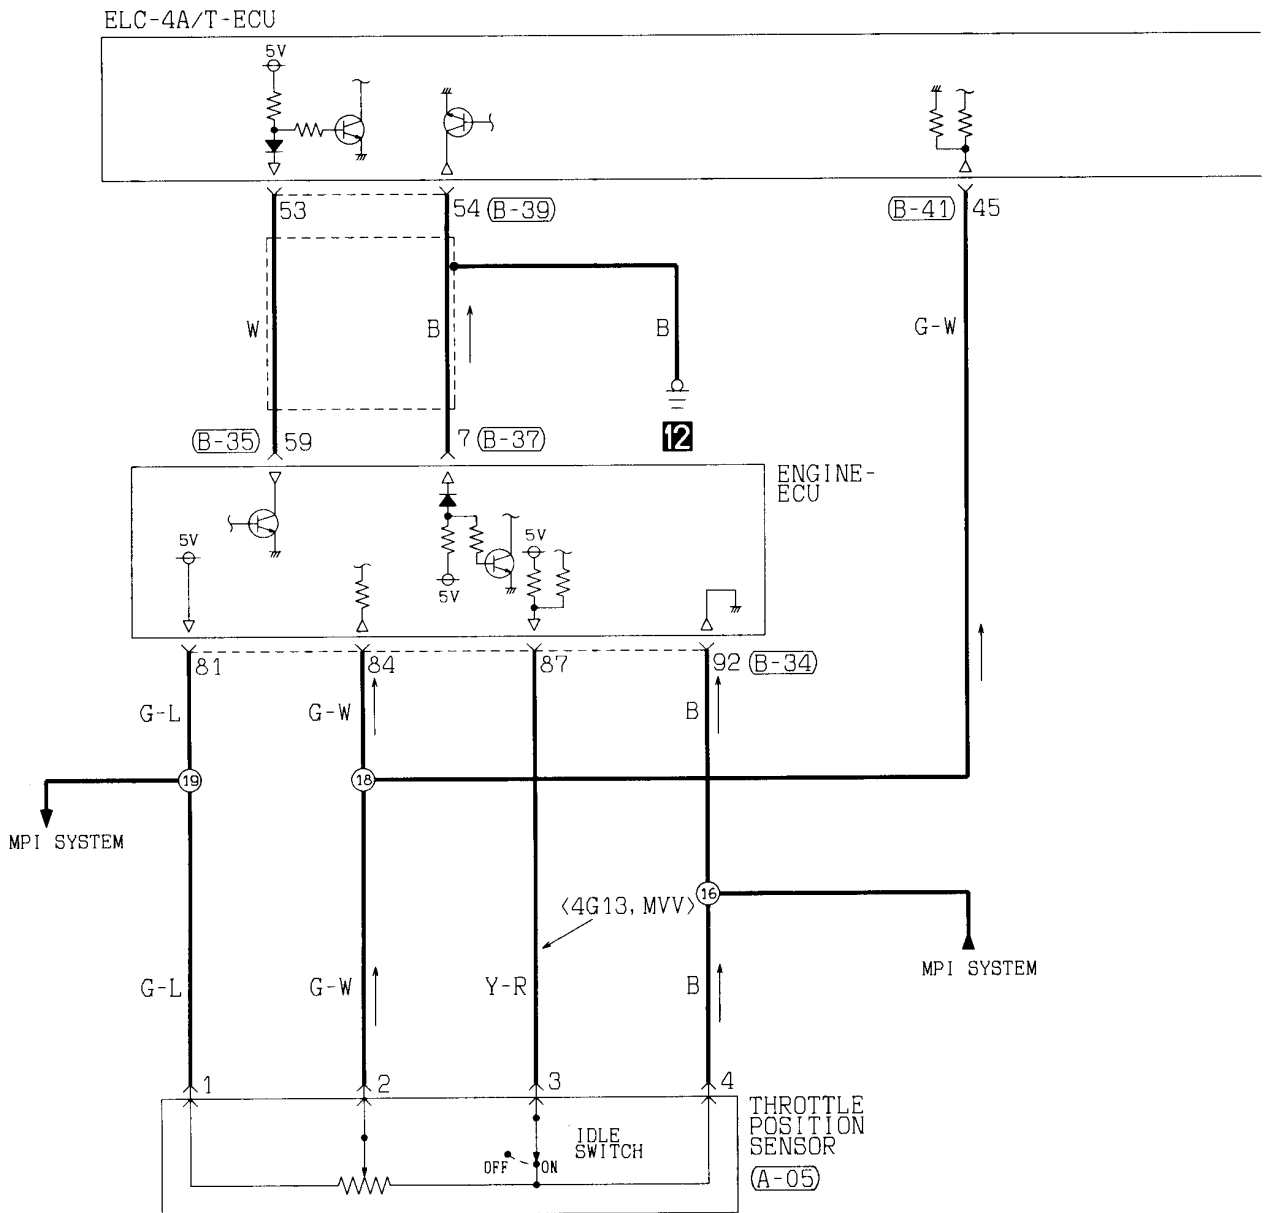 ELC-4A/T-ECU
5V
53
54 (B-39)
(B-41) 45
W
B
B
G-W
(B-35) 59
7 (B-37)
12
ENGINE-
ECU
5V
5V
5V
81
84
87
92 (B-34)
G-L
G-W
B
19
18
MPI SYSTEM
16
<4G13, MVV>
MPI SYSTEM
G-L
G-W
Y-R
B
1
2
3
4
THROTTLE
POSITION
SENSOR
(A-05)
IDLE
SWITCH
OFF
ON